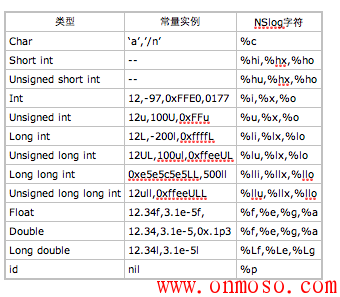 类型 常量实例 NSlog字符
Char ‘a’,‘/n’ %c
Short int -- %hi,%hx,%ho
Unsigned short int -- %hu,%hx,%ho
Int 12,-97,0xFFE0,0177 %i,%x,%o
Unsigned int 12u,100U,0xFFu %u,%x,%o
Long int 12L,-200l,0xffffL %li,%lx,%lo
Unsigned long int 12UL,100ul,0xffeeUL %lu,%lx,%lo
Long long int 0xe5e5c5e5LL,500ll %lli,%llx,%llo
Unsigned long long int 12ull,0xffeeULL %llu,%llx,%llo
Float 12.34f,3.1e-5f, %f,%e,%g,%a
Double 12.34,3.1e-5,0x.1p3 %f,%e,%g,%a
Long double 12.34l,3.1e-5l %Lf,%Le,%Lg
id nil %p
www.onmoso.com